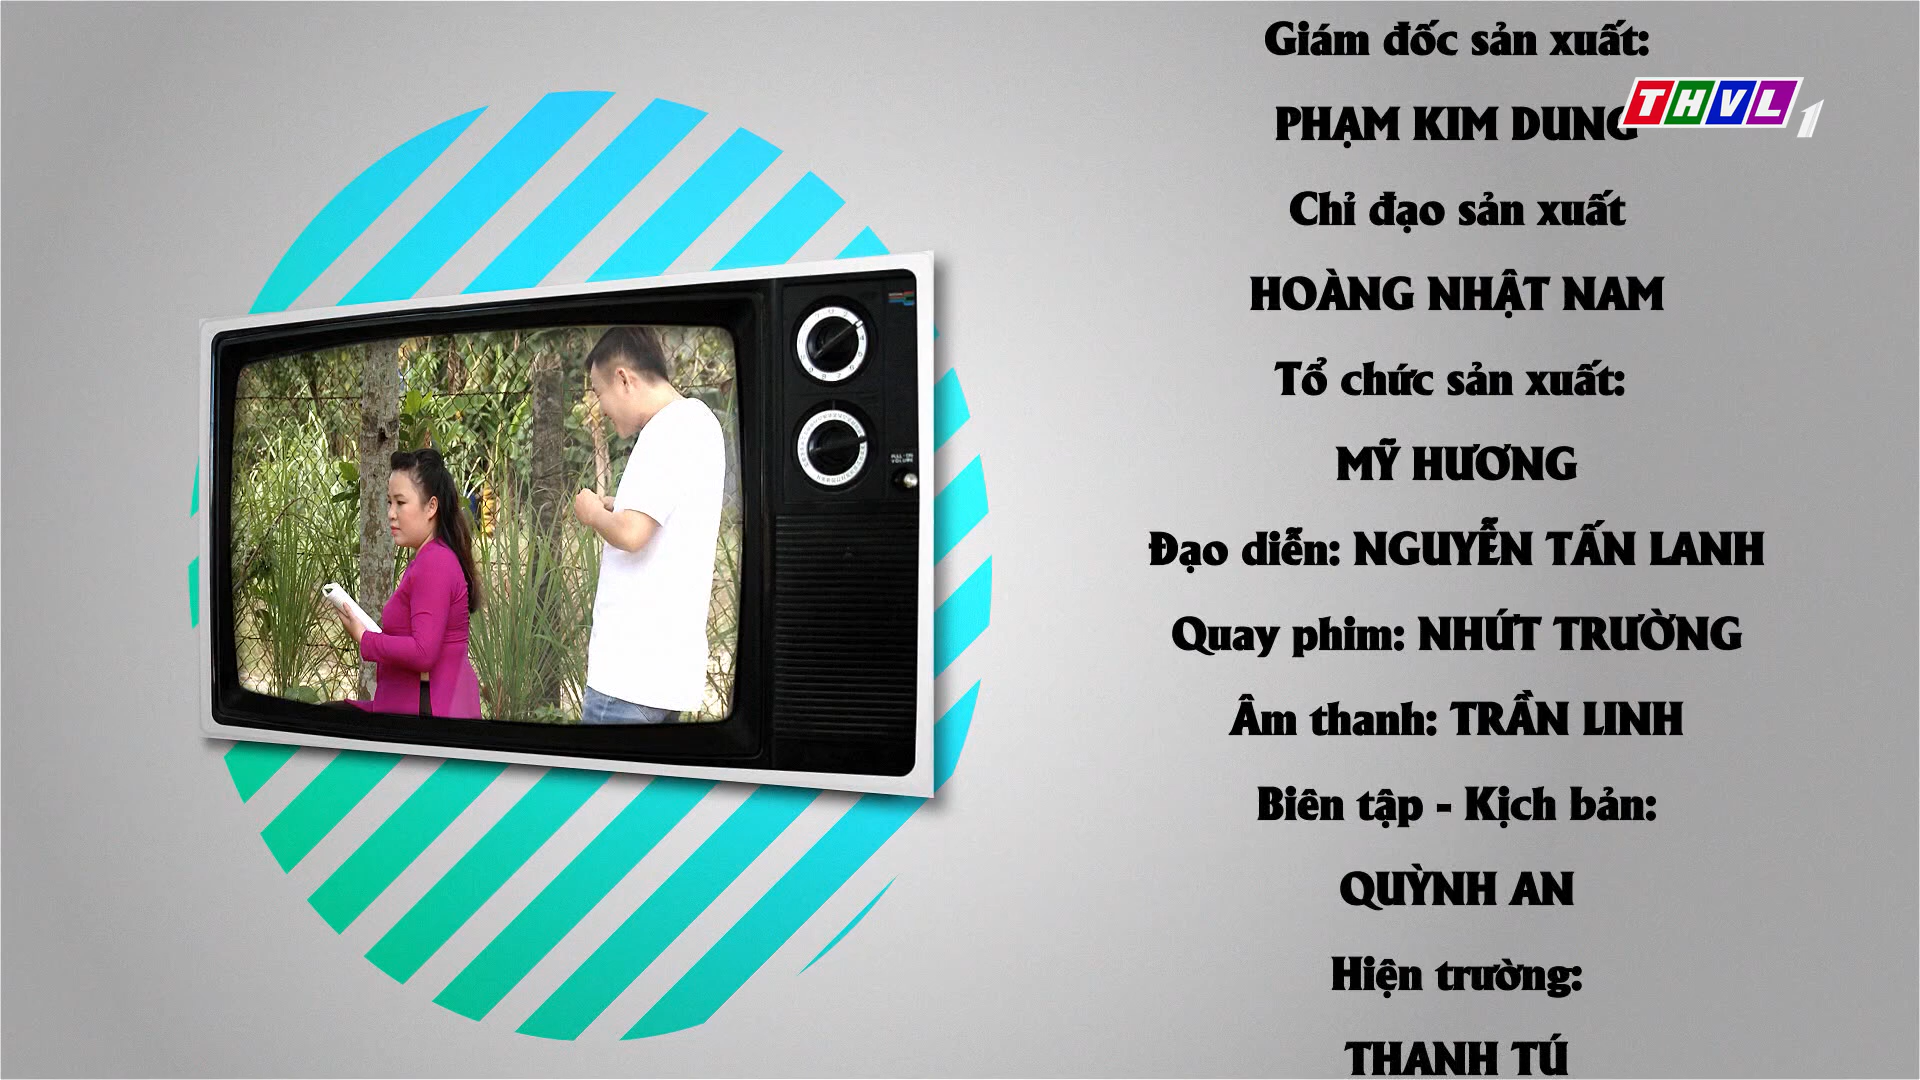 Giám đốc sản xuất:
PHẠM KIM DUNG
THVL 1
Chỉ đạo sản xuất
HOÀNG NHẬT NAM
Tổ chức sản xuất:
MỸ HƯƠNG
Đạo diễn: NGUYỄN TẤN LANH
Quay phim: NHỨT TRƯỜNG
Âm thanh: TRẦN LINH
Biên tập - Kịch bản:
QUỲNH AN
Hiện trường:
THANH TÚ